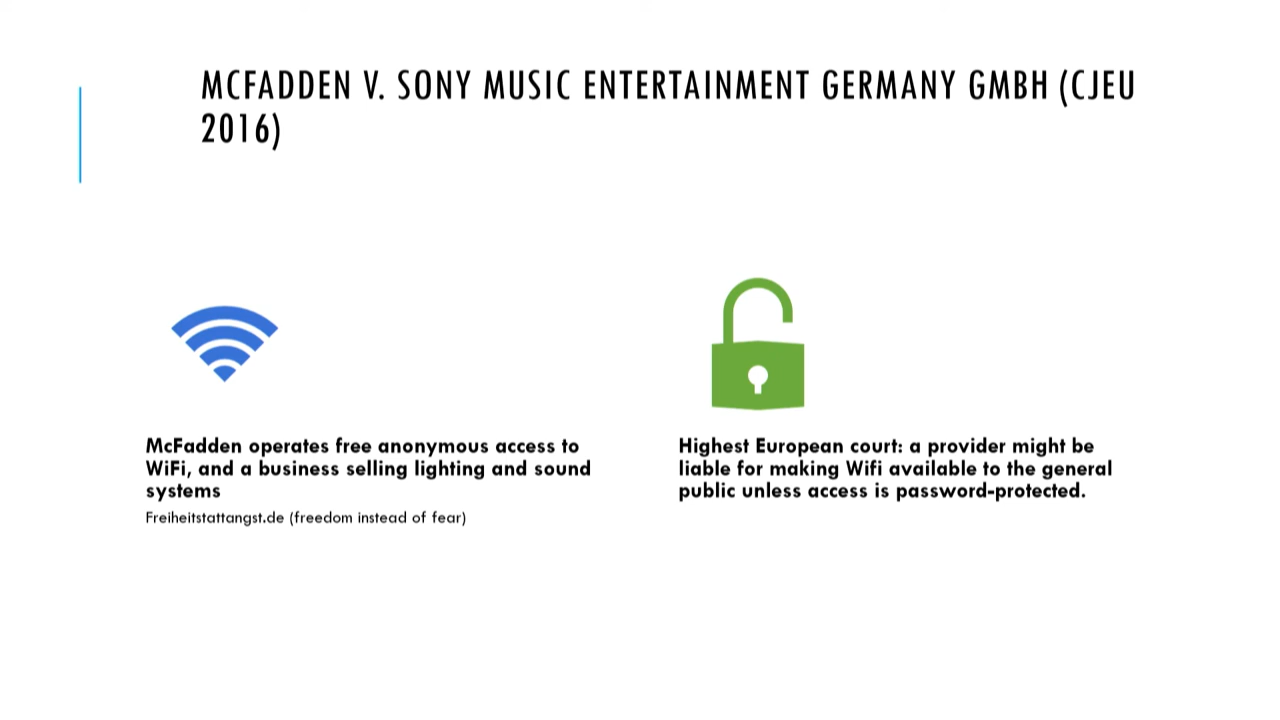 MCFADDEN V. SONY MUSIC ENTERTAINMENT GERMANY GMBH (CJEU
2016)
McFadden operates free anonymous access to
WiFi, and a business selling lighting and sound
systems
Freiheitstattangst.de (freedom instead of fear)
Highest European court: a provider might be
liable for making Wifi available to the general
public unless access is password-protected.